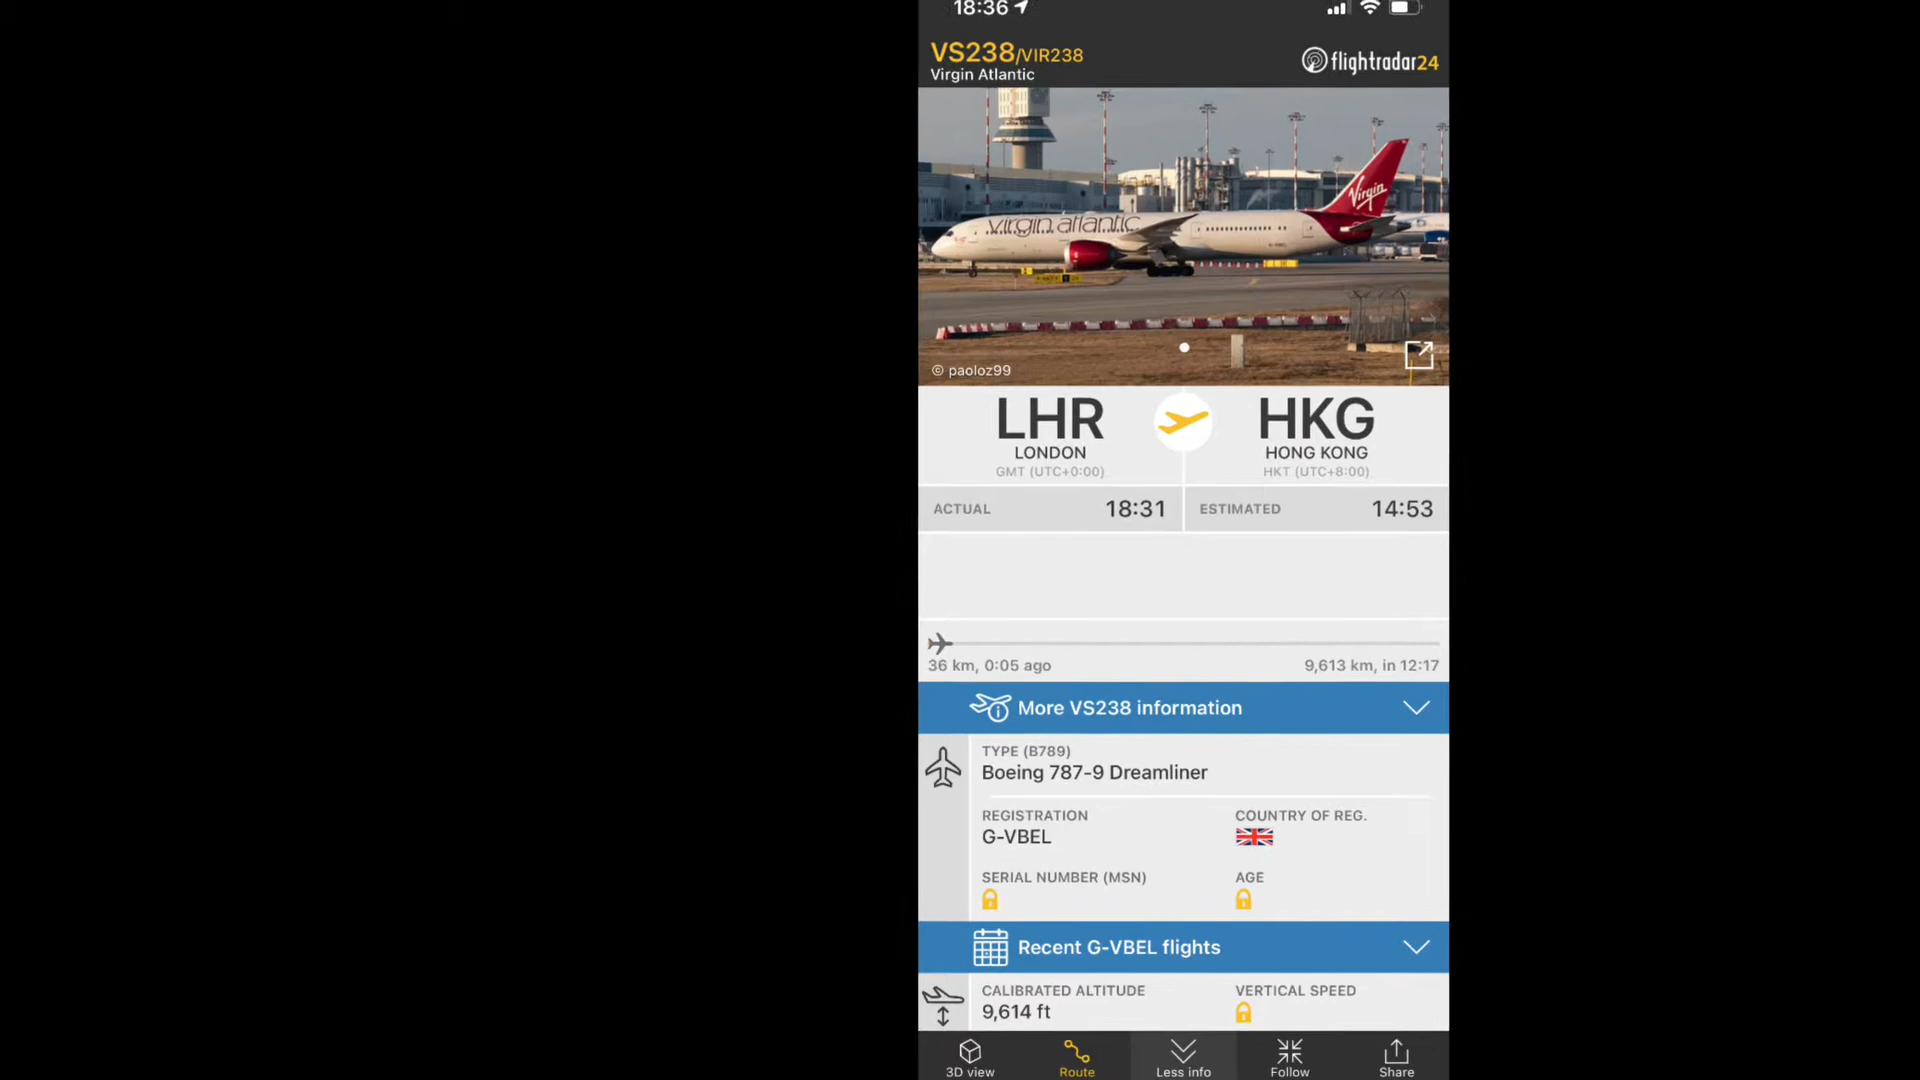 18:36
VS238/VIR238
Virgin Atlantic
flightradar24
Virgin
virgin atlantic
© paoloz99
LHR
LONDON
GMT (UTC+0:00)
HKG
HONG KONG
HKT (UTC+8:00)
ACTUAL 18:31
ESTIMATED 14:53
36 km, 0:05 ago
9,613 km, in 12:17
More VS238 information
TYPE (B789)
Boeing 787-9 Dreamliner
REGISTRATION
G-VBEL
COUNTRY OF REG.
SERIAL NUMBER (MSN)
AGE
Recent G-VBEL flights
CALIBRATED ALTITUDE
9,614 ft
VERTICAL SPEED
3D view
Route
Less info
Follow
Share